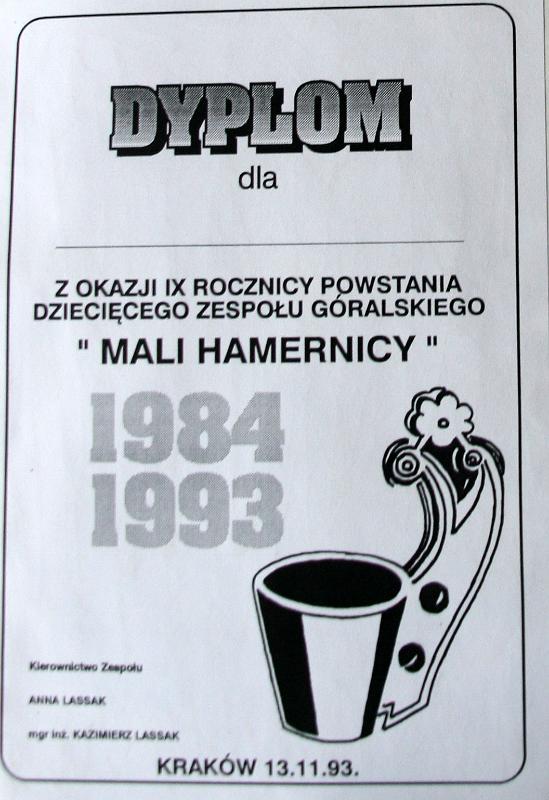 DYPLOM
dla
Z OKAZJI IX ROCZNICY POWSTANIA
DZIECIĘCEGO ZESPOŁU GÓRALSKIEGO
" MALI HAMERNICY "
1984
1993
Kierownictwo Zespołu
ANNA LASSAK
mgr inż. KAZIMIERZ LASSAK
KRAKÓW 13.11.93.